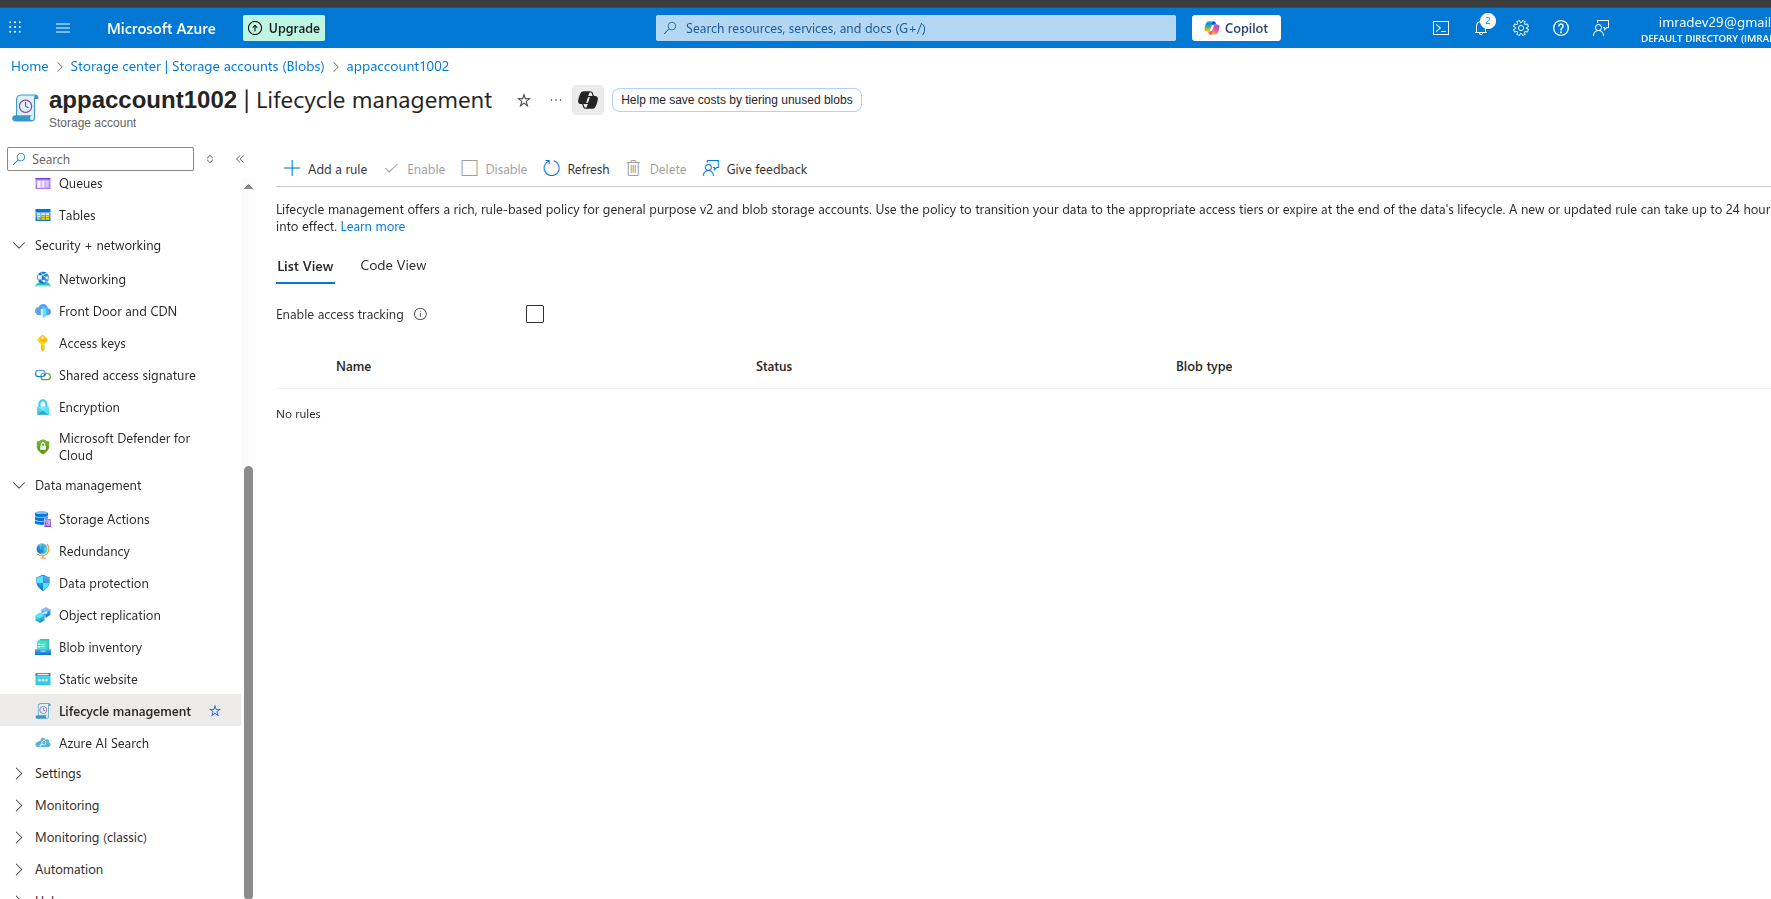 Microsoft Azure
Upgrade
Search resources, services, and docs (G+/)
Copilot
2
imradev29@gmail
DEFAULT DIRECTORY (IMRA
Home > Storage center | Storage accounts (Blobs) > appaccount1002
appaccount1002 | Lifecycle management
Help me save costs by tiering unused blobs
Storage account
Search
Queues
Tables
Security + networking
Networking
Front Door and CDN
Access keys
Shared access signature
Encryption
Microsoft Defender for
Cloud
Data management
Storage Actions
Redundancy
Data protection
Object replication
Blob inventory
Static website
Lifecycle management
Azure AI Search
Settings
Monitoring
Monitoring (classic)
Automation
Add a rule
Enable
Disable
Refresh
Delete
Give feedback
Lifecycle management offers a rich, rule-based policy for general purpose v2 and blob storage accounts. Use the policy to transition your data to the appropriate access tiers or expire at the end of the data's lifecycle. A new or updated rule can take up to 24 hour
into effect. Learn more
List View
Code View
Enable access tracking
Name
Status
Blob type
No rules